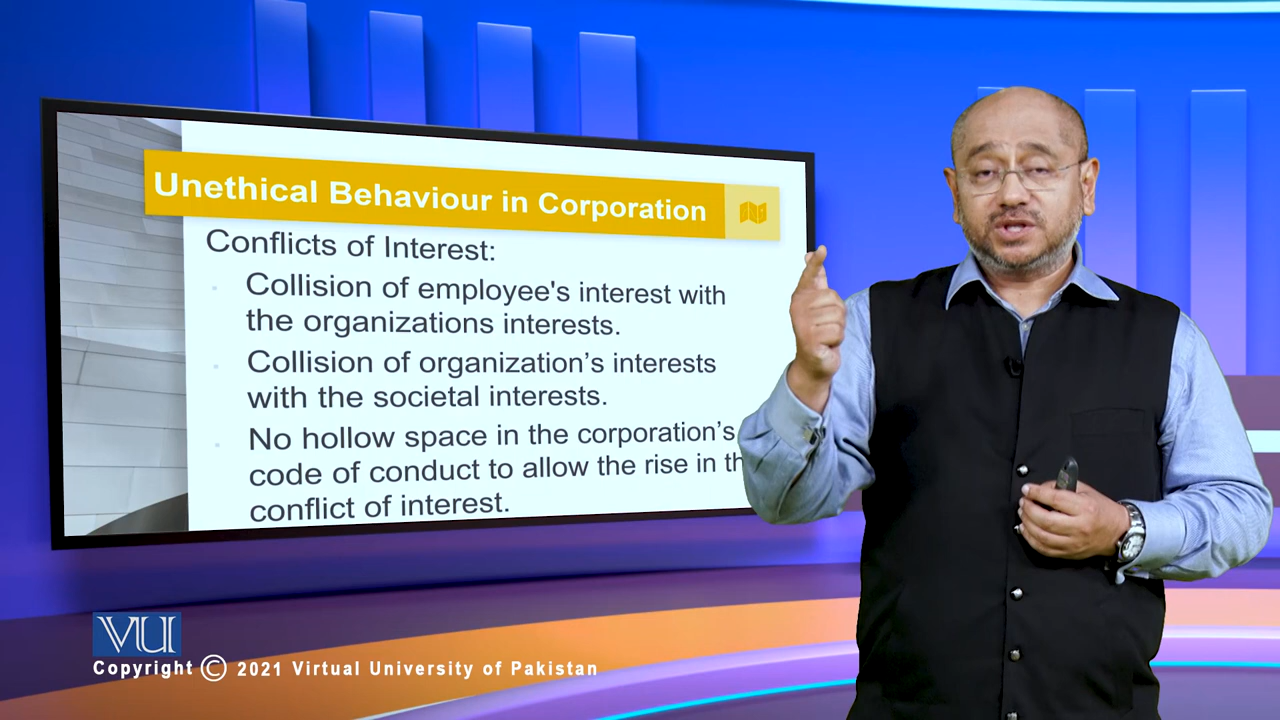 Unethical Behaviour in Corporation
Conflicts of Interest:
Collision of employee's interest with
the organizations interests.
Collision of organization’s interests
with the societal interests.
No hollow space in the corporation’s
code of conduct to allow the rise in
conflict of interest.
VU
Copyright © 2021 Virtual University of Pakistan